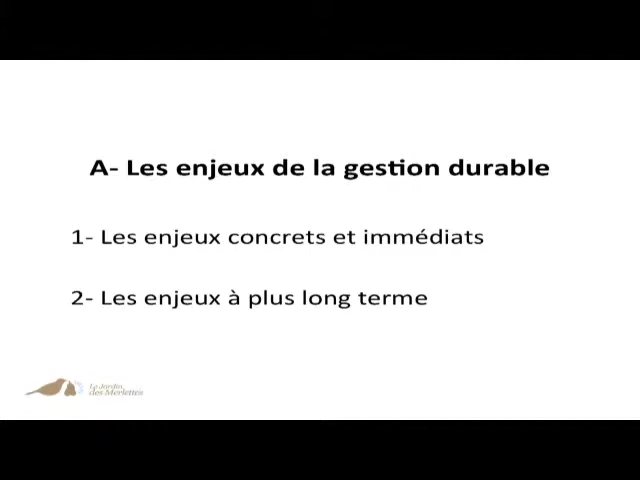 A- Les enjeux de la gestion durable
1- Les enjeux concrets et immédiats
2- Les enjeux à plus long terme
Le Jardin
des Merlettes